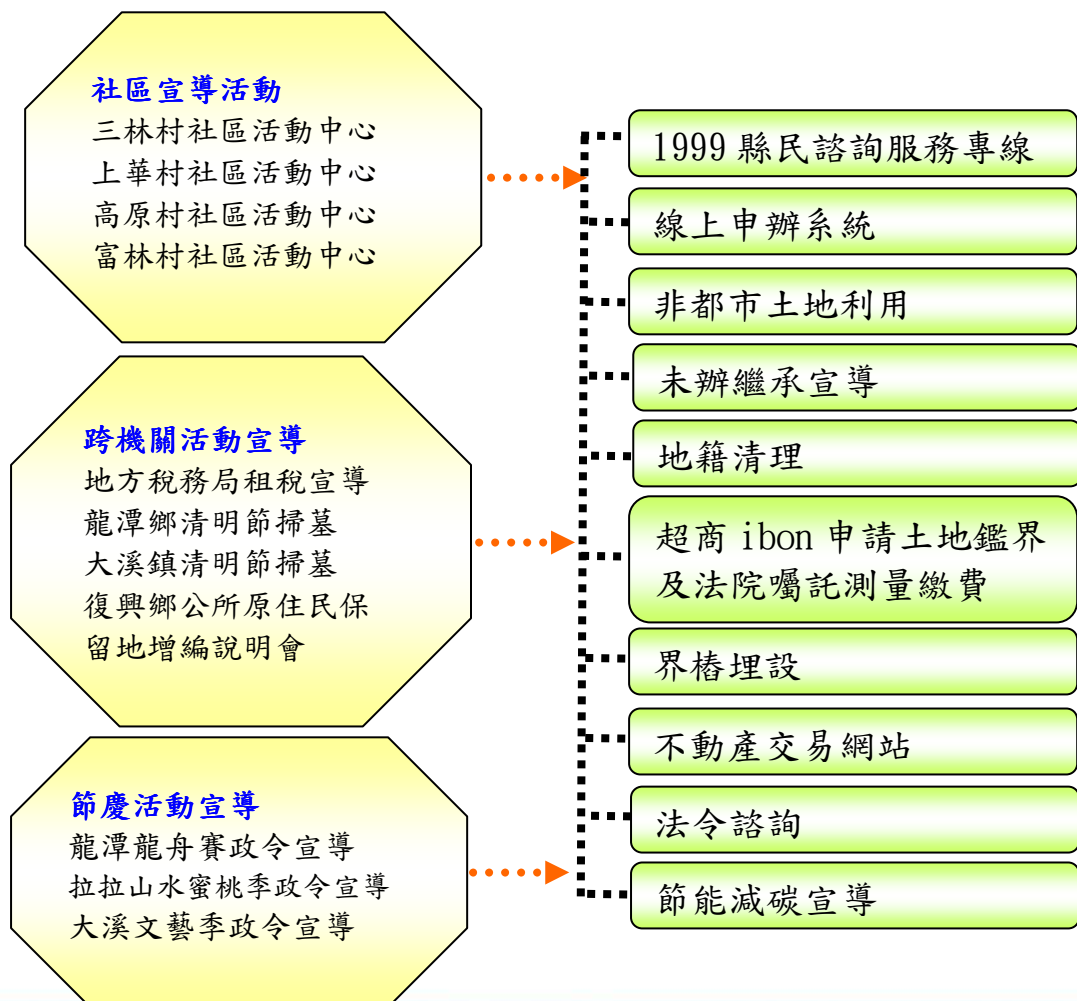 社區宣導活動
三林村社區活動中心
上華村社區活動中心
高原村社區活動中心
富林村社區活動中心
跨機關活動宣導
地方稅務局租稅宣導
龍潭鄉清明節掃墓
大溪鎮清明節掃墓
復興鄉公所原住民保
留地增編說明會
節慶活動宣導
龍潭龍舟賽政令宣導
拉拉山水蜜桃季政令宣導
大溪文藝季政令宣導
1999 縣民諮詢服務專線
線上申辦系統
非都市土地利用
未辦繼承宣導
地籍清理
超商 ibon 申請土地鑑界
及法院囑託測量繳費
界樁埋設
不動產交易網站
法令諮詢
節能減碳宣導